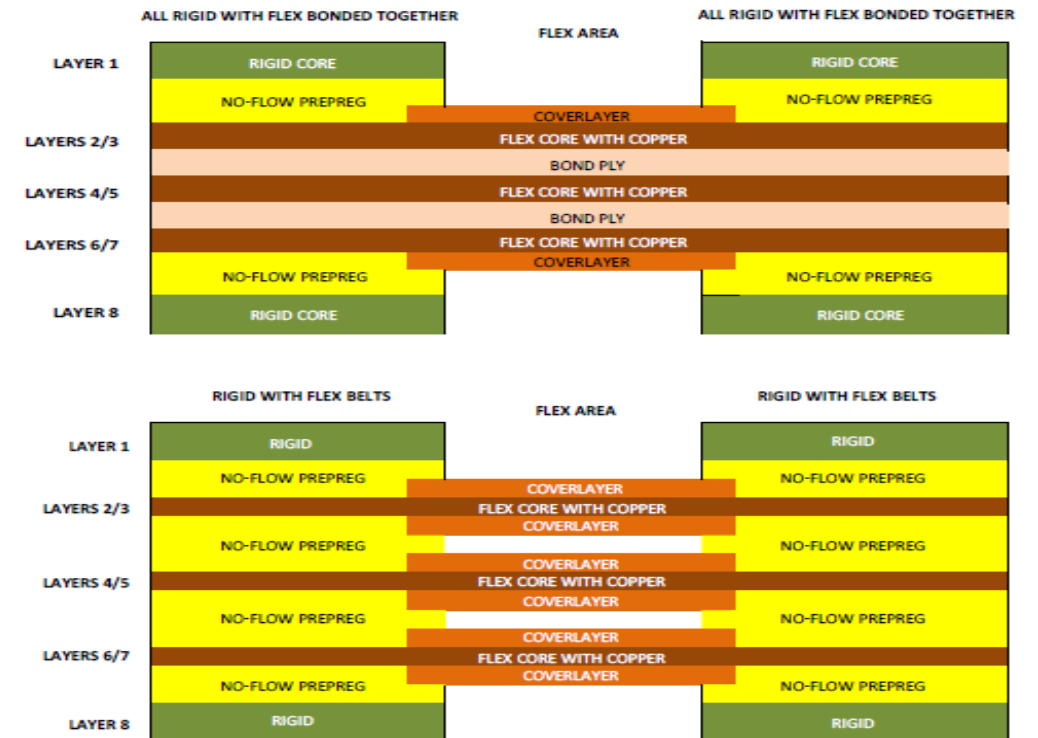 ALL RIGID WITH FLEX BONDED TOGETHER
FLEX AREA
ALL RIGID WITH FLEX BONDED TOGETHER
LAYER 1
RIGID CORE
RIGID CORE
NO-FLOW PREPREG
NO-FLOW PREPREG
COVERLAYER
LAYERS 2/3
FLEX CORE WITH COPPER
BOND PLY
LAYERS 4/5
FLEX CORE WITH COPPER
BOND PLY
LAYERS 6/7
FLEX CORE WITH COPPER
COVERLAYER
NO-FLOW PREPREG
NO-FLOW PREPREG
LAYER 8
RIGID CORE
RIGID CORE
RIGID WITH FLEX BELTS
FLEX AREA
RIGID WITH FLEX BELTS
LAYER 1
RIGID
RIGID
NO-FLOW PREPREG
NO-FLOW PREPREG
COVERLAYER
LAYERS 2/3
FLEX CORE WITH COPPER
COVERLAYER
NO-FLOW PREPREG
NO-FLOW PREPREG
COVERLAYER
LAYERS 4/5
FLEX CORE WITH COPPER
COVERLAYER
NO-FLOW PREPREG
NO-FLOW PREPREG
COVERLAYER
LAYERS 6/7
FLEX CORE WITH COPPER
COVERLAYER
NO-FLOW PREPREG
NO-FLOW PREPREG
LAYER 8
RIGID
RIGID